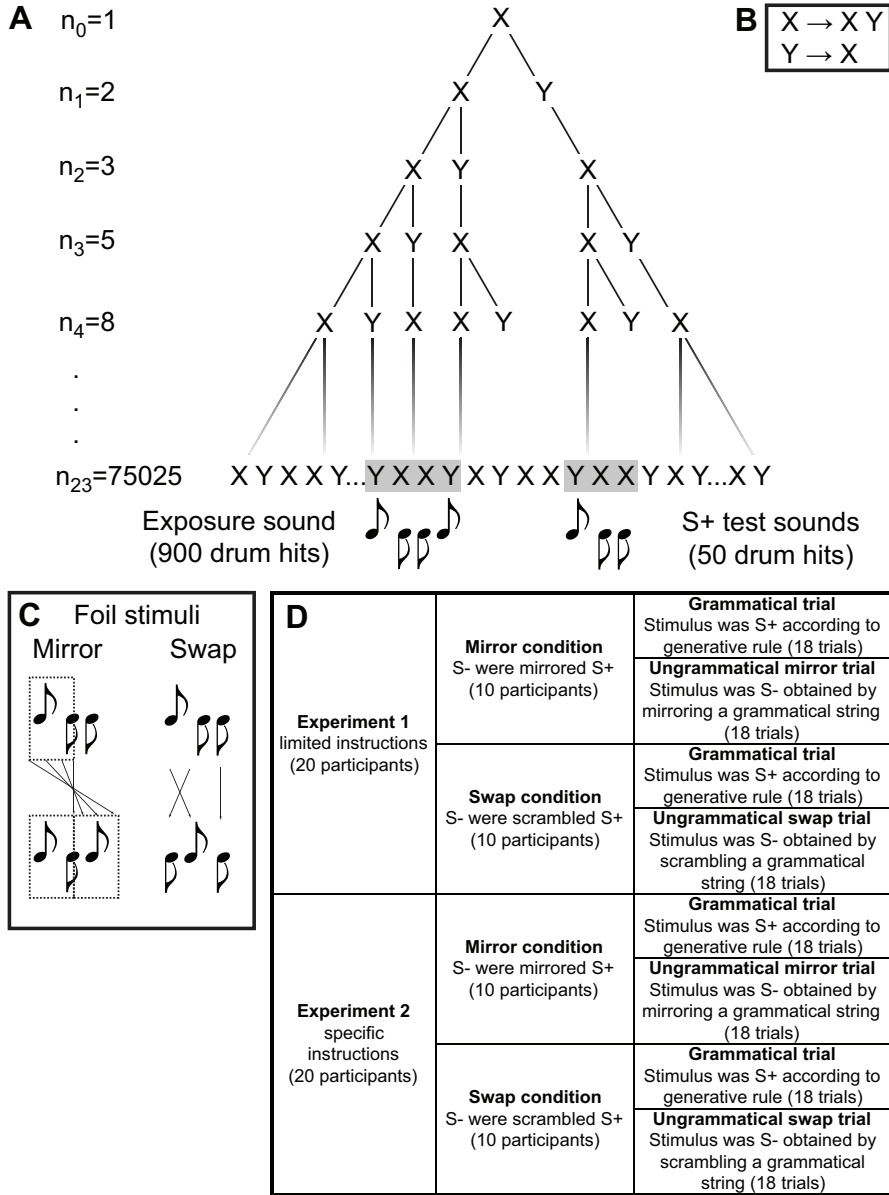 A
n0=1
X
B
X → X Y
Y → X
n1=2
X Y
n2=3
X Y X
n3=5
X Y X X Y
n4=8
X Y X X Y X Y X
.
.
.
n23=75025
X Y X X Y...Y X X Y X Y X X Y X X Y X Y...X Y
Exposure sound
(900 drum hits)
S+ test sounds
(50 drum hits)
C Foil stimuli
Mirror Swap
D
Experiment 1
limited instructions
(20 participants)
Mirror condition
S- were mirrored S+
(10 participants)
Grammatical trial
Stimulus was S+ according to
generative rule (18 trials)
Ungrammatical mirror trial
Stimulus was S- obtained by
mirroring a grammatical string
(18 trials)
Swap condition
S- were scrambled S+
(10 participants)
Grammatical trial
Stimulus was S+ according to
generative rule (18 trials)
Ungrammatical swap trial
Stimulus was S- obtained by
scrambling a grammatical
string (18 trials)
Experiment 2
specific
instructions
(20 participants)
Mirror condition
S- were mirrored S+
(10 participants)
Grammatical trial
Stimulus was S+ according to
generative rule (18 trials)
Ungrammatical mirror trial
Stimulus was S- obtained by
mirroring a grammatical string
(18 trials)
Swap condition
S- were scrambled S+
(10 participants)
Grammatical trial
Stimulus was S+ according to
generative rule (18 trials)
Ungrammatical swap trial
Stimulus was S- obtained by
scrambling a grammatical
string (18 trials)